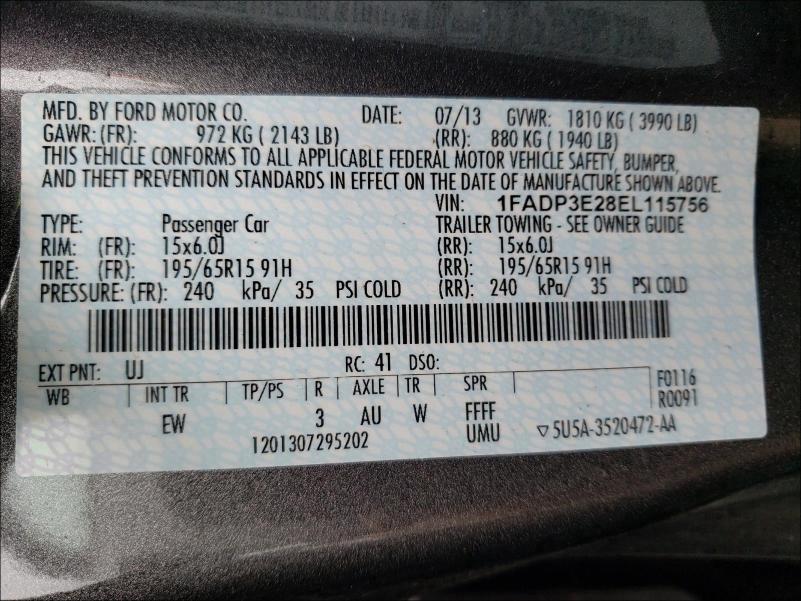 MFD. BY FORD MOTOR CO. DATE: 07/13 GVWR: 1810 KG ( 3990 LB)
GAWR: (FR): 972 KG ( 2143 LB) (RR): 880 KG ( 1940 LB)
THIS VEHICLE CONFORMS TO ALL APPLICABLE FEDERAL MOTOR VEHICLE SAFETY, BUMPER,
AND THEFT PREVENTION STANDARDS IN EFFECT ON THE DATE OF MANUFACTURE SHOWN ABOVE.
VIN: 1FADP3E28EL115756
TYPE: Passenger Car TRAILER TOWING - SEE OWNER GUIDE
RIM: (FR): 15x6.0J (RR): 15x6.0J
TIRE: (FR): 195/65R15 91H (RR): 195/65R15 91H
PRESSURE: (FR): 240 kPa/ 35 PSI COLD (RR): 240 kPa/ 35 PSI COLD
EXT PNT: UJ RC: 41 DSO:
WB INT TR TP/PS R AXLE TR SPR F0116
R0091
EW 3 AU W FFFF
1201307295202 UMU ▽5U5A-3520472-AA